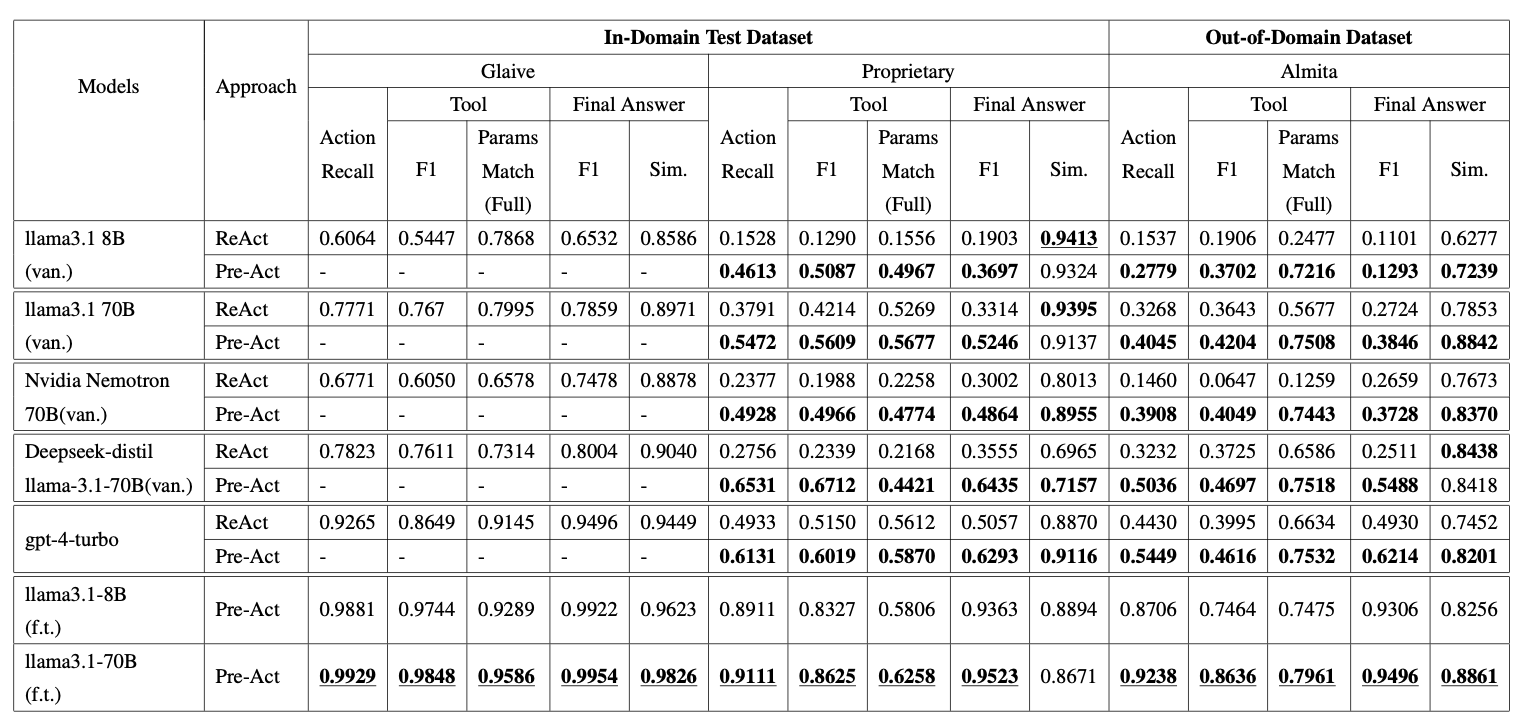 In-Domain Test Dataset Out-of-Domain Dataset
Models Approach Glaive Proprietary Almita
Tool Final Answer Tool Final Answer Tool Final Answer
Action Recall F1 Params Match (Full) F1 Sim. Action Recall F1 Params Match (Full) F1 Sim. Action Recall F1 Params Match (Full) F1 Sim.
llama3.1 8B ReAct 0.6064 0.5447 0.7868 0.6532 0.8586 0.1528 0.1290 0.1556 0.1903 0.9413 0.1537 0.1906 0.2477 0.1101 0.6277
(van.) Pre-Act - - - - - 0.4613 0.5087 0.4967 0.3697 0.9324 0.2779 0.3702 0.7216 0.1293 0.7239
llama3.1 70B ReAct 0.7771 0.767 0.7995 0.7859 0.8971 0.3791 0.4214 0.5269 0.3314 0.9395 0.3268 0.3643 0.5677 0.2724 0.7853
(van.) Pre-Act - - - - - 0.5472 0.5609 0.5677 0.5246 0.9137 0.4045 0.4204 0.7508 0.3846 0.8842
Nvidia Nemotron ReAct 0.6771 0.6050 0.6578 0.7478 0.8878 0.2377 0.1988 0.2258 0.3002 0.8013 0.1460 0.0647 0.1259 0.2659 0.7673
70B(van.) Pre-Act - - - - - 0.4928 0.4966 0.4774 0.4864 0.8955 0.3908 0.4049 0.7443 0.3728 0.8370
Deepseek-distil ReAct 0.7823 0.7611 0.7314 0.8004 0.9040 0.2756 0.2339 0.2168 0.3555 0.6965 0.3232 0.3725 0.6586 0.2511 0.8438
llama-3.1-70B(van.) Pre-Act - - - - - 0.6531 0.6712 0.4421 0.6435 0.7157 0.5036 0.4697 0.7518 0.5488 0.8418
gpt-4-turbo ReAct 0.9265 0.8649 0.9145 0.9496 0.9449 0.4933 0.5150 0.5612 0.5057 0.8870 0.4430 0.3995 0.6634 0.4930 0.7452
Pre-Act - - - - - 0.6131 0.6019 0.5870 0.6293 0.9116 0.5449 0.4616 0.7532 0.6214 0.8201
llama3.1-8B
(f.t.) Pre-Act 0.9881 0.9744 0.9289 0.9922 0.9623 0.8911 0.8327 0.5806 0.9363 0.8894 0.8706 0.7464 0.7475 0.9306 0.8256
llama3.1-70B
(f.t.) Pre-Act 0.9929 0.9848 0.9586 0.9954 0.9826 0.9111 0.8625 0.6258 0.9523 0.8671 0.9238 0.8636 0.7961 0.9496 0.8861